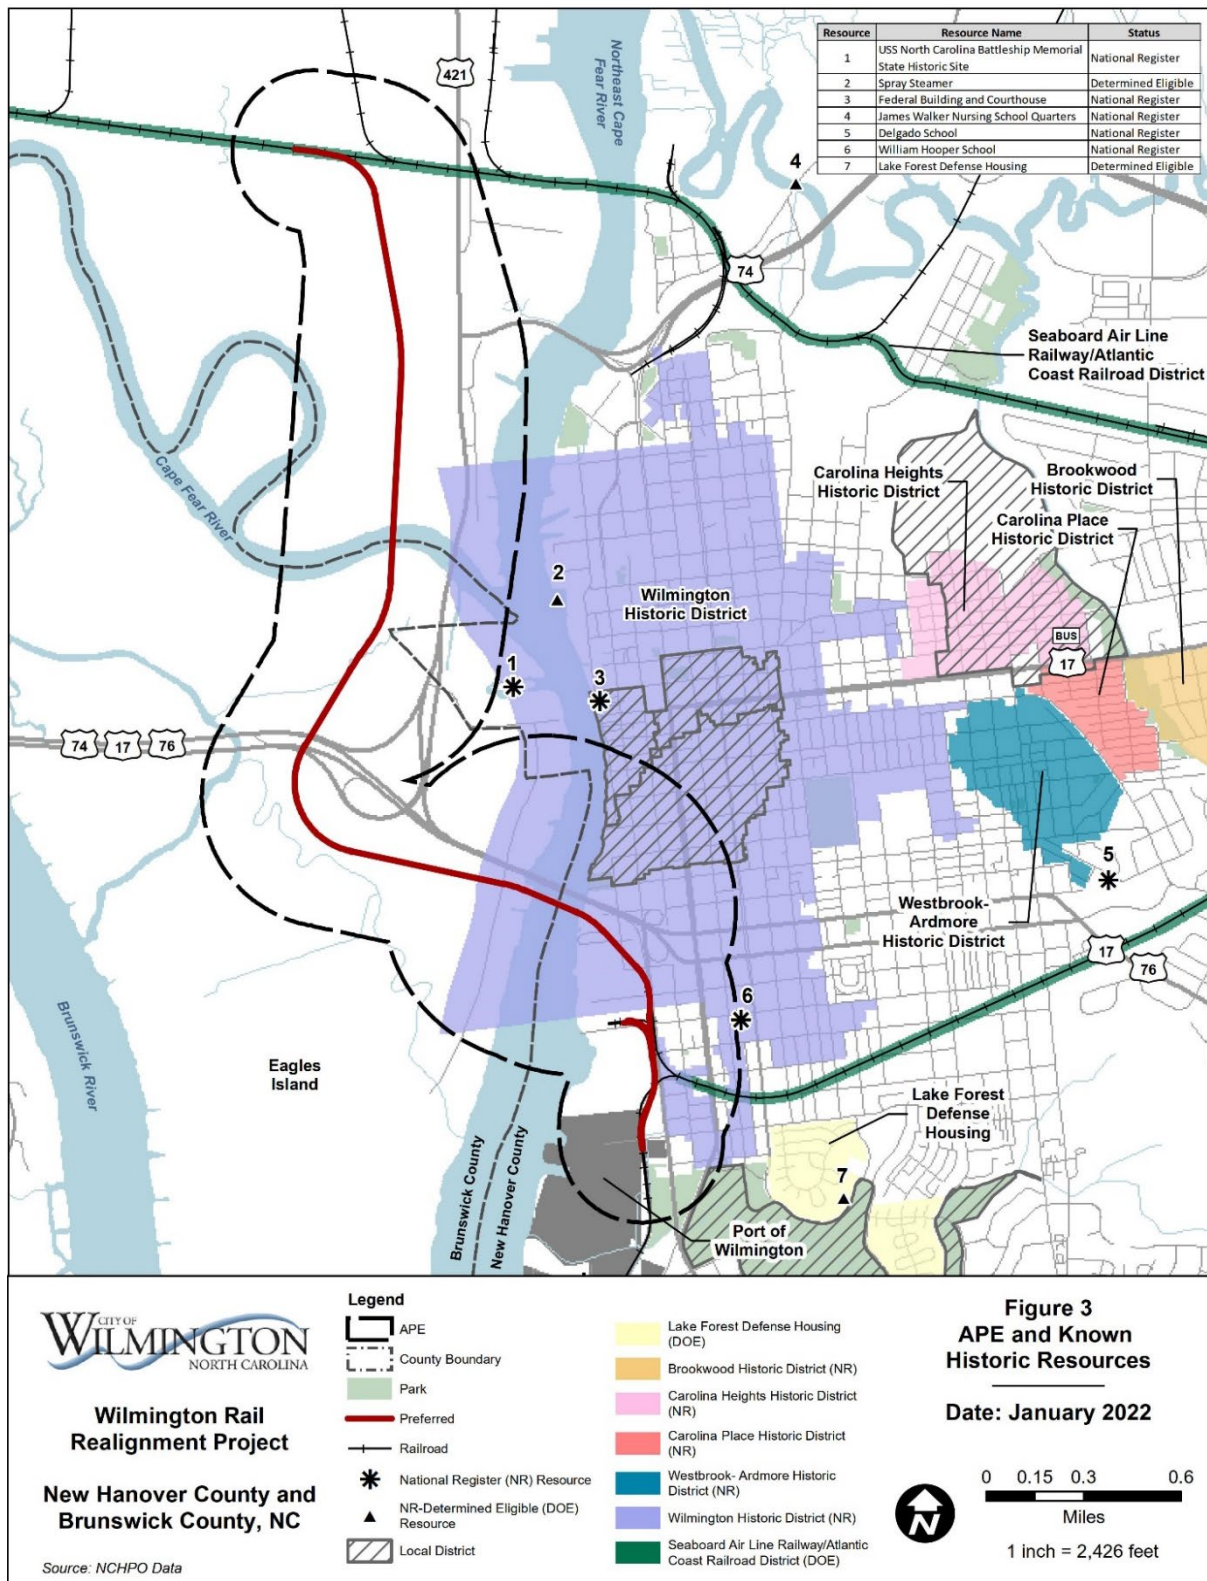 Resource Resource Name Status
1 USS North Carolina Battleship Memorial State Historic Site National Register
2 Spray Steamer Determined Eligible
3 Federal Building and Courthouse National Register
4 James Walker Nursing School Quarters National Register
5 Delgado School National Register
6 William Hooper School National Register
7 Lake Forest Defense Housing Determined Eligible
421
Northeast Cape
Fear River
4
74
Seaboard Air Line
Railway/Atlantic
Coast Railroad District
Cape Fear River
Carolina Heights
Historic District
Brookwood
Historic District
Carolina Place
Historic District
2
Wilmington
Historic District
BUS
17
1
3
74
17
76
5
Westbrook-
Ardmore
Historic District
17
76
6
Brunswick River
Eagles
Island
Lake Forest
Defense
Housing
7
Brunswick County
New Hanover County
Port of
Wilmington
CITY OF
WILMINGTON
NORTH CAROLINA
Wilmington Rail
Realignment Project
New Hanover County and
Brunswick County, NC
Source: NCHPO Data
Legend
APE
County Boundary
Park
Preferred
Railroad
National Register (NR) Resource
NR-Determined Eligible (DOE)
Resource
Local District
Lake Forest Defense Housing
(DOE)
Brookwood Historic District (NR)
Carolina Heights Historic District
(NR)
Carolina Place Historic District
(NR)
Westbrook- Ardmore Historic
District (NR)
Wilmington Historic District (NR)
Seaboard Air Line Railway/Atlantic
Coast Railroad District (DOE)
Figure 3
APE and Known
Historic Resources
Date: January 2022
N
0 0.15 0.3 0.6
Miles
1 inch = 2,426 feet